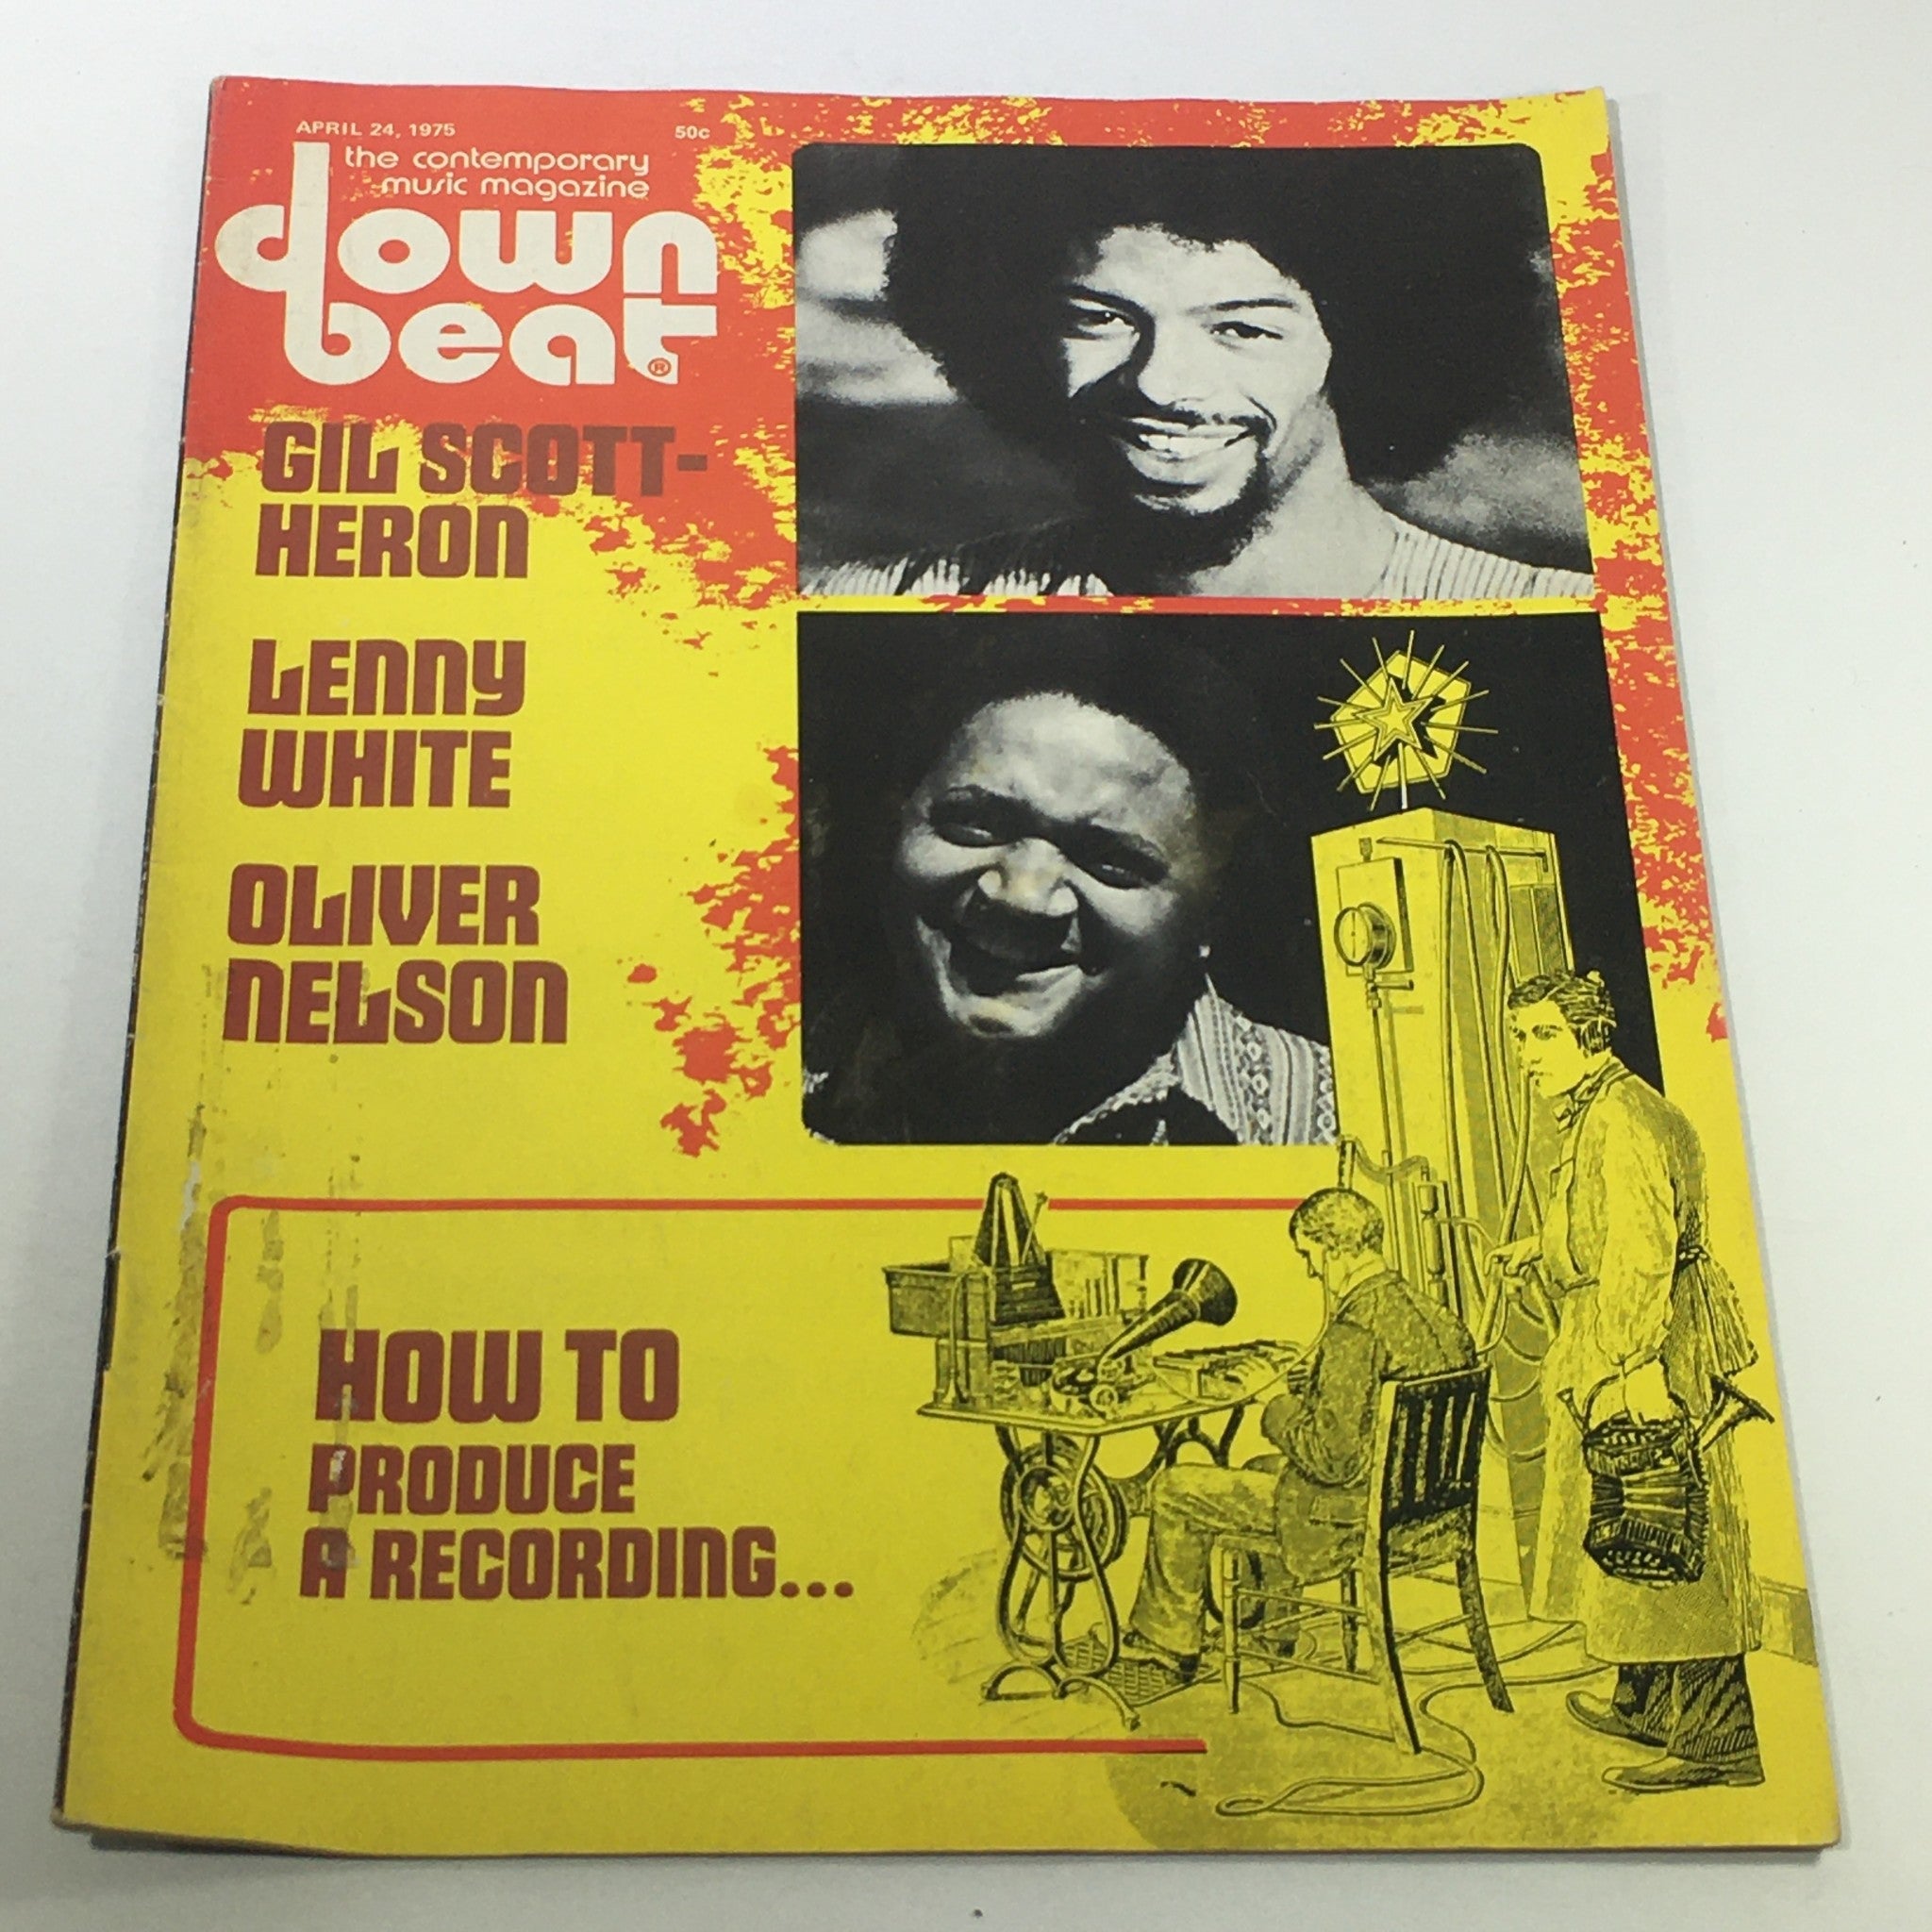 APRIL 24, 1975 50c
the contemporary
music magazine
down
beat®
GIL SCOTT-
HERON
LENNY
WHITE
OLIVER
NELSON
HOW TO
PRODUCE
A RECORDING...